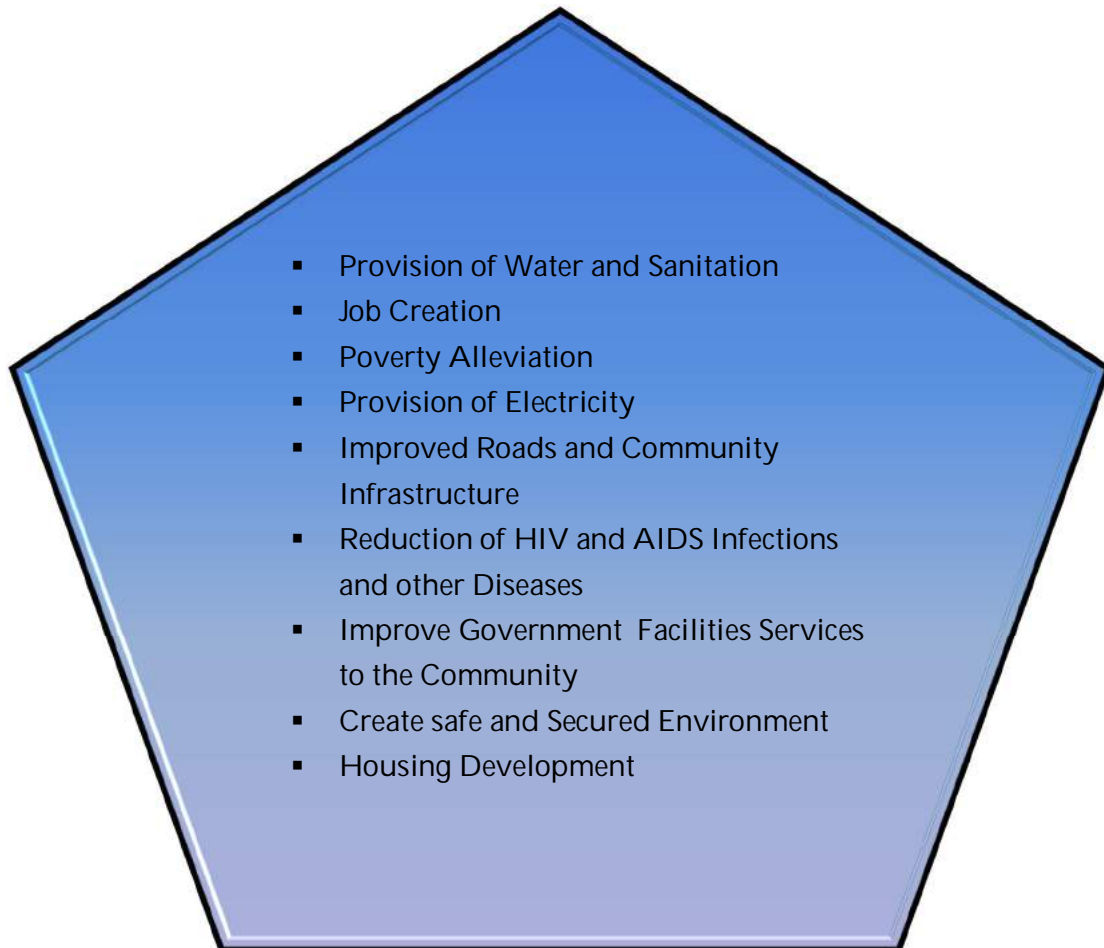 ▪ Provision of Water and Sanitation
▪ Job Creation
▪ Poverty Alleviation
▪ Provision of Electricity
▪ Improved Roads and Community
Infrastructure
▪ Reduction of HIV and AIDS Infections
and other Diseases
▪ Improve Government  Facilities Services
to the Community
▪ Create safe and Secured Environment
▪ Housing Development